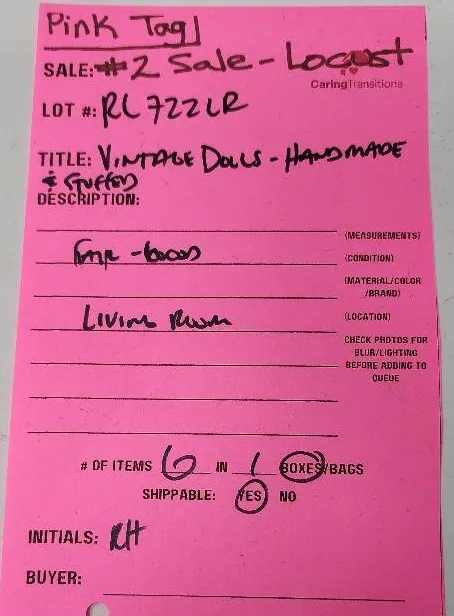 Pink Tag
SALE: #2 Sale - Locust
CaringTransitions
LOT #: RL722LR
TITLE: VINTAGE DOLLS - HANDMADE
& STUFFED
DESCRIPTION:
(MEASUREMENTS)
FAIR - GOOD (CONDITION)
(MATERIAL/COLOR
/BRAND)
LIVING ROOM (LOCATION)
CHECK PHOTOS FOR
BLUR/LIGHTING
BEFORE ADDING TO
QUEUE
# OF ITEMS 6 IN 1 BOXES/BAGS
SHIPPABLE: YES NO
INITIALS: RH
BUYER: